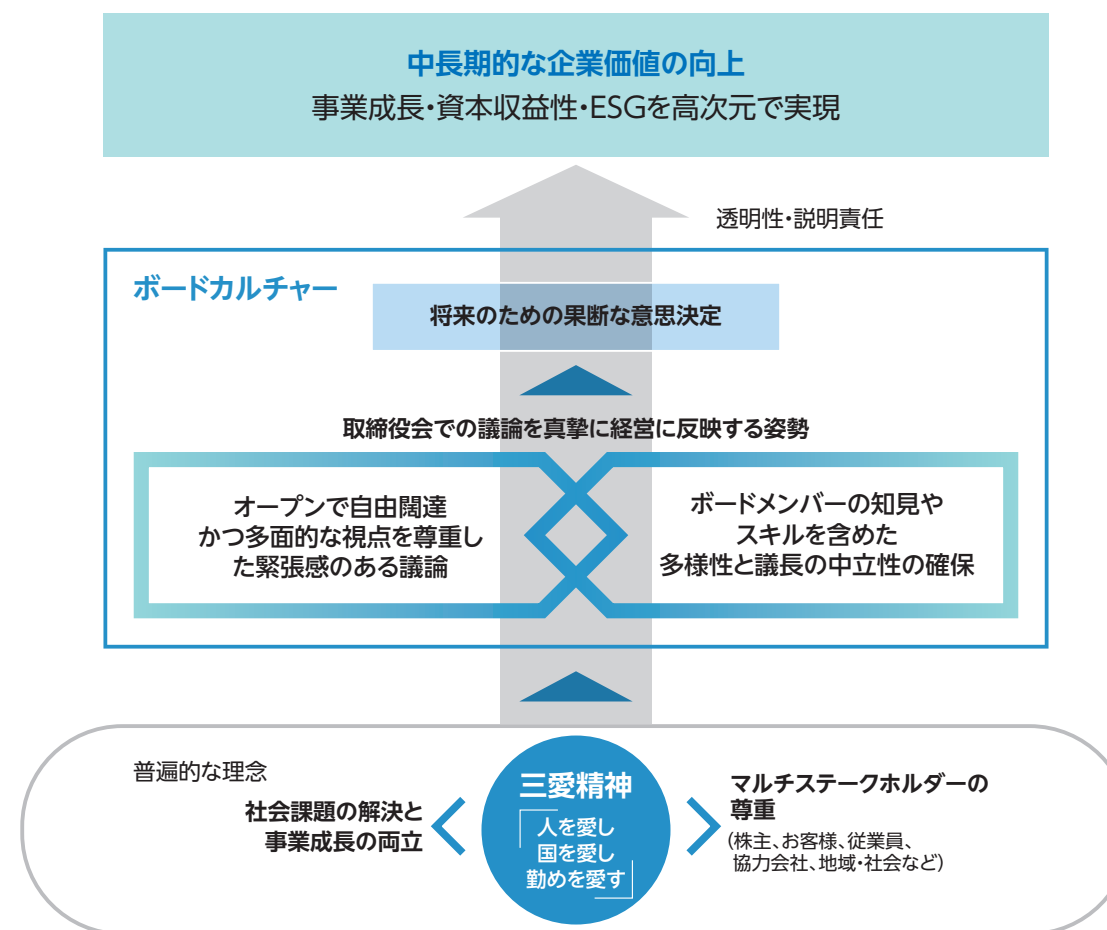 中長期的な企業価値の向上
事業成長・資本収益性・ESGを高次元で実現
透明性・説明責任
ボードカルチャー
将来のための果断な意思決定
取締役会での議論を真摯に経営に反映する姿勢
オープンで自由闊達
かつ多面的な視点を尊重し
た緊張感のある議論
ボードメンバーの知見や
スキルを含めた
多様性と議長の中立性の確保
普遍的な理念
社会課題の解決と
事業成長の両立
三愛精神
「人を愛し
国を愛し
勤めを愛す」
マルチステークホルダーの
尊重
(株主、お客様、従業員、
協力会社、地域・社会など)